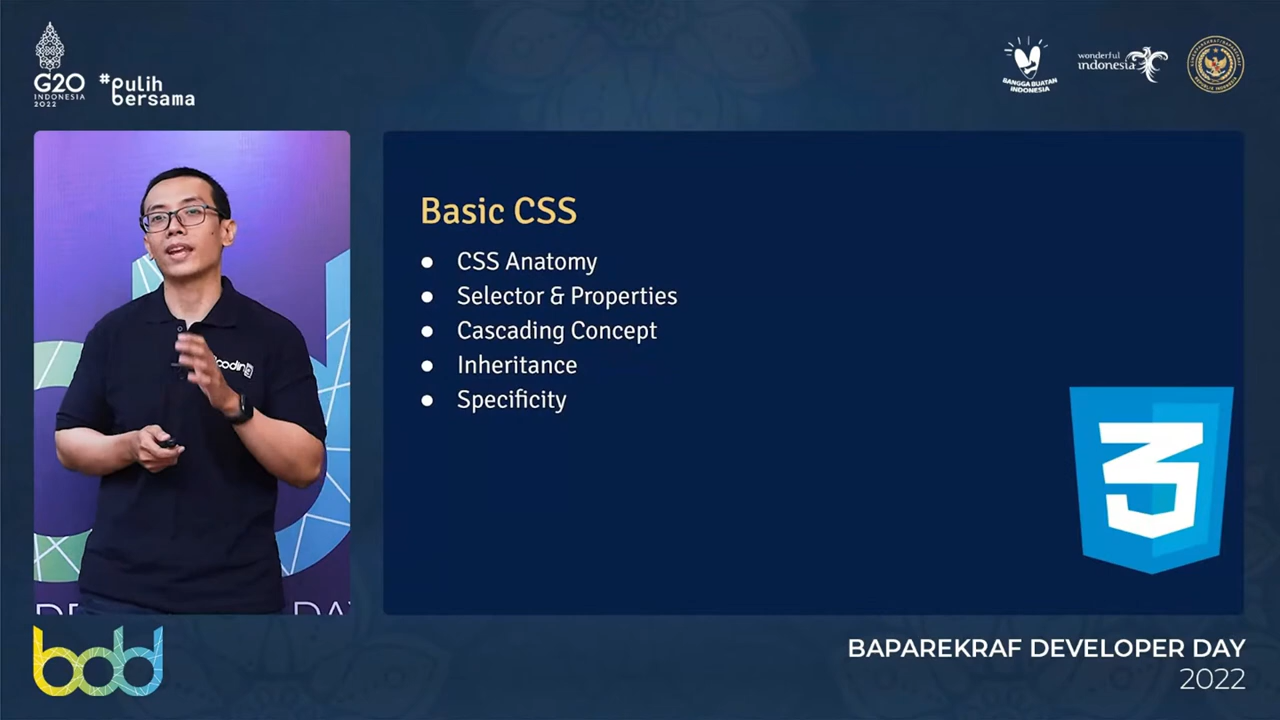 G20
INDONESIA
2022
#pulih
bersama
BANGGA BUATAN
INDONESIA
wonderful
indonesia
Basic CSS
CSS Anatomy
Selector & Properties
Cascading Concept
Inheritance
Specificity
bdd
BAPAREKRAF DEVELOPER DAY
2022